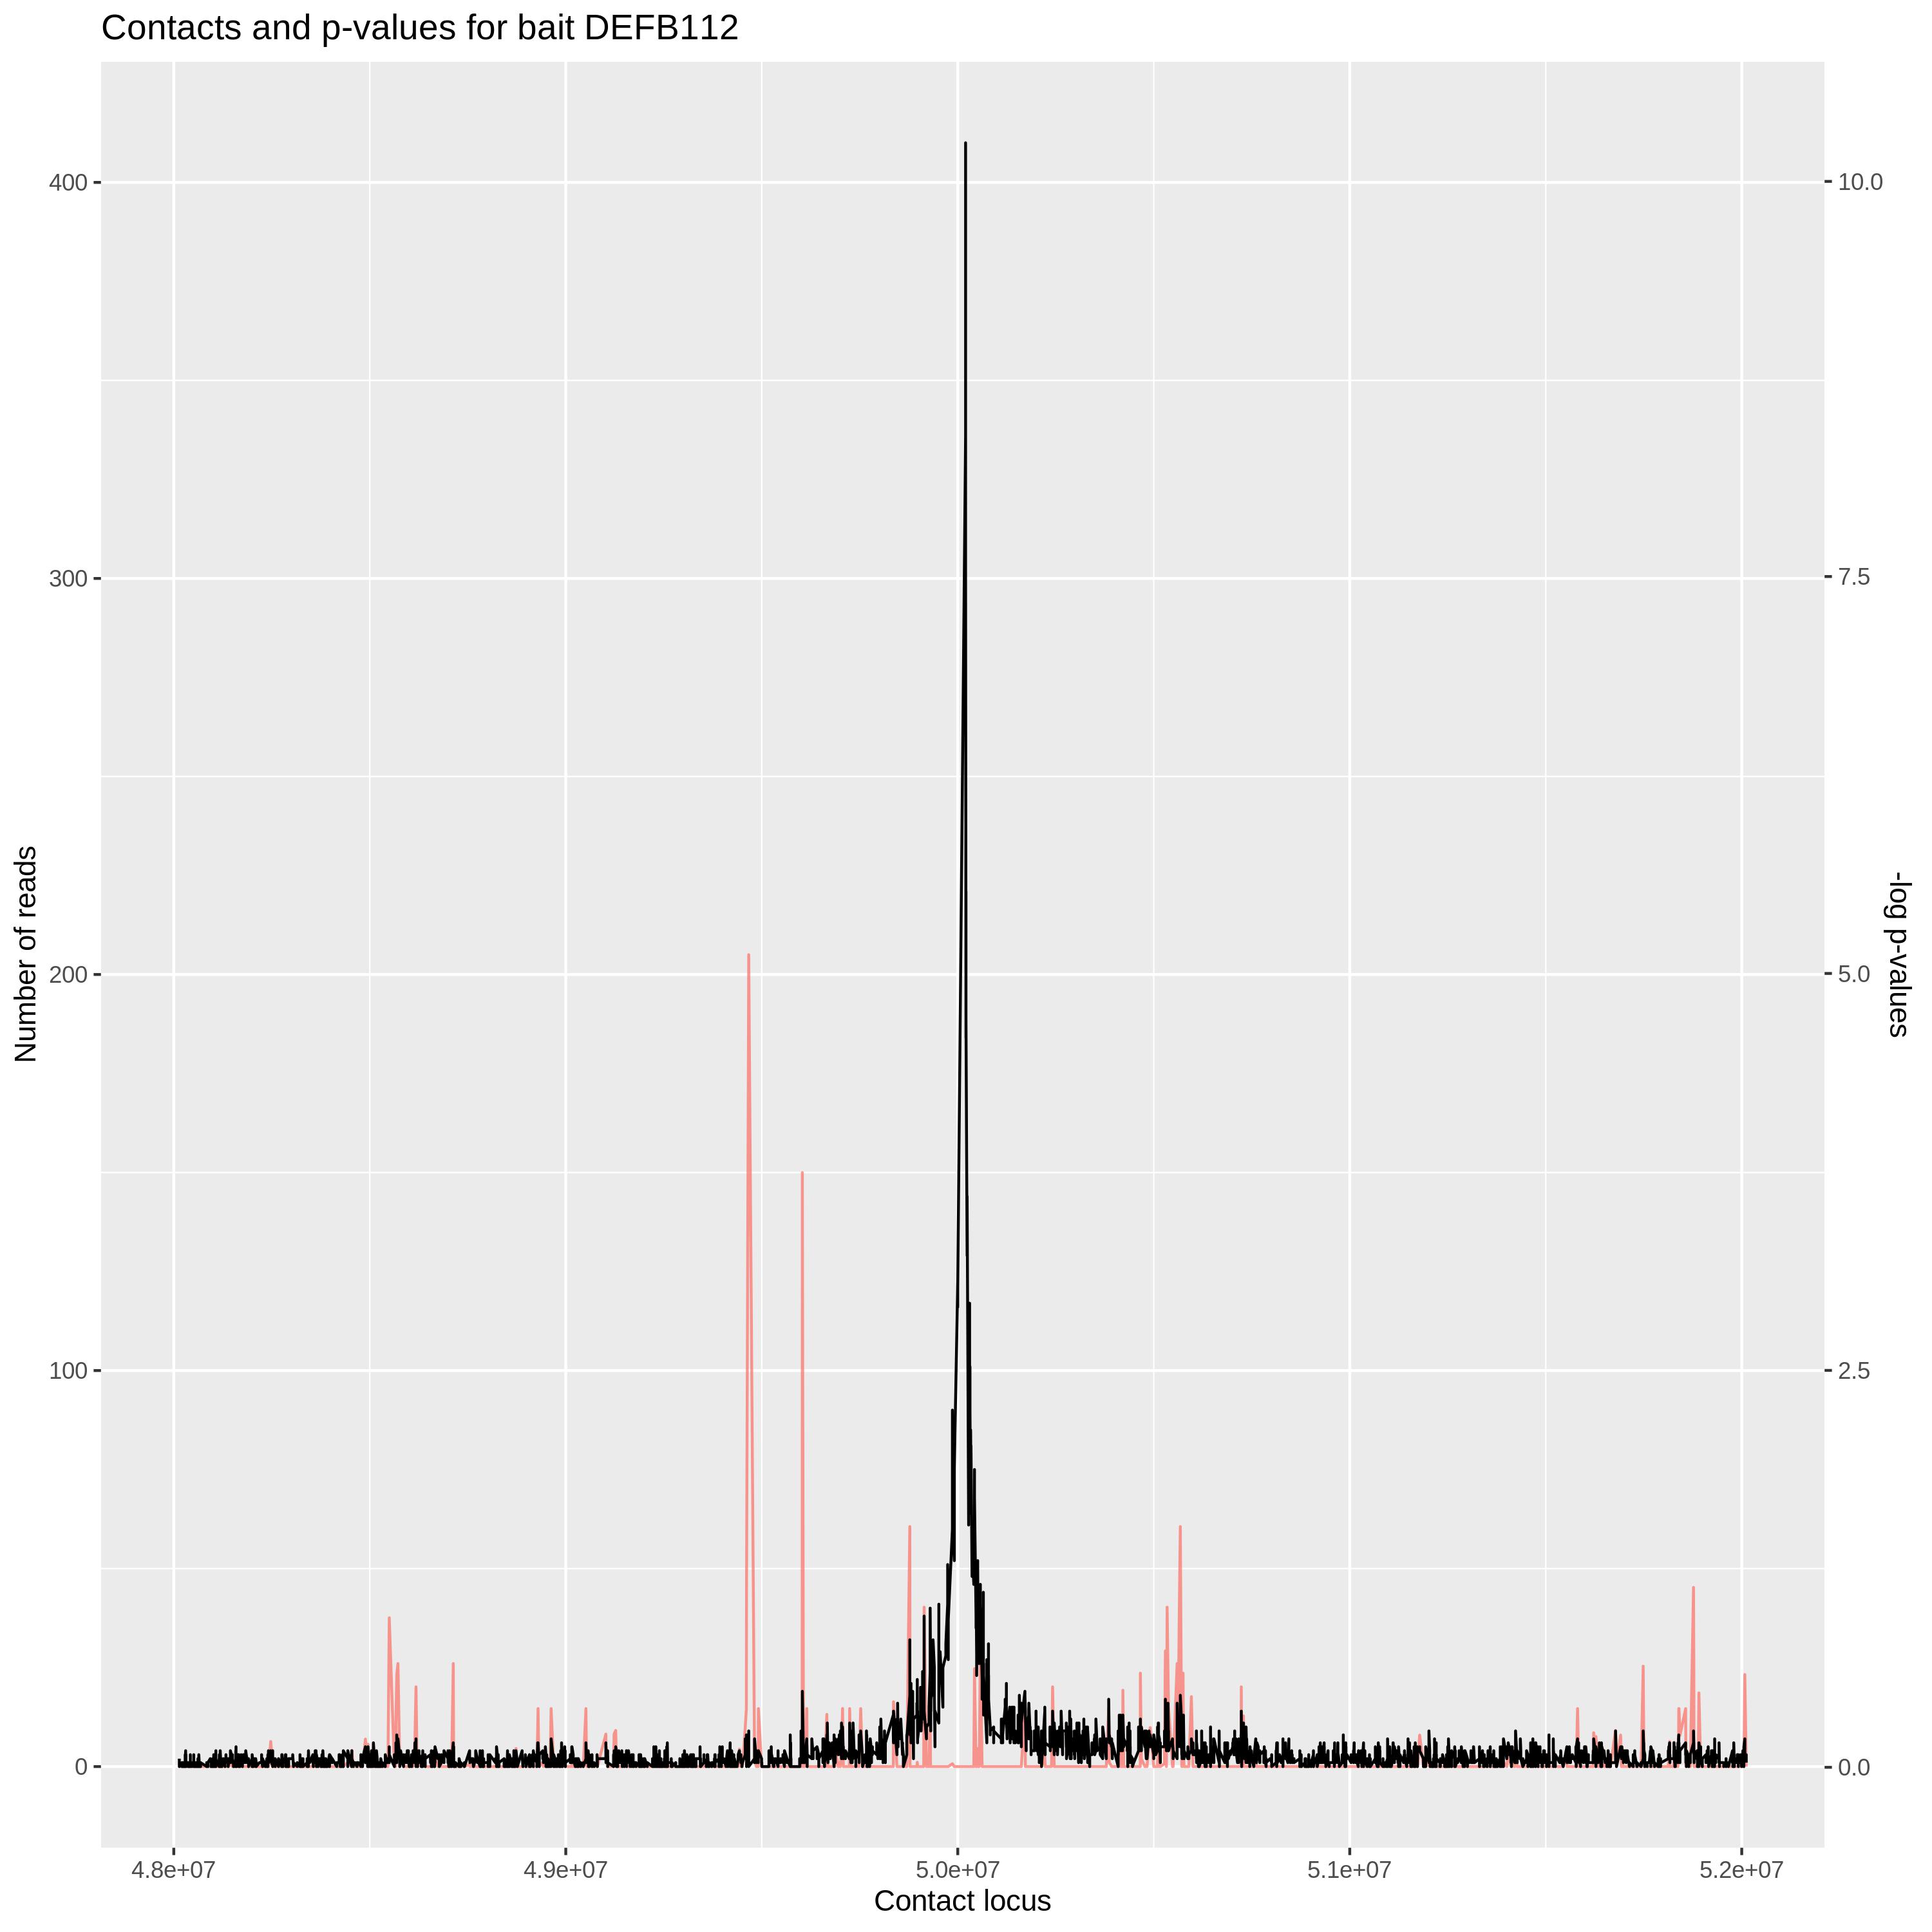 Contacts and p-values for bait DEFB112
400
300
200
100
0
Number of reads
10.0
7.5
5.0
2.5
0.0
-log p-values
4.8e+07 4.9e+07 5.0e+07 5.1e+07 5.2e+07
Contact locus